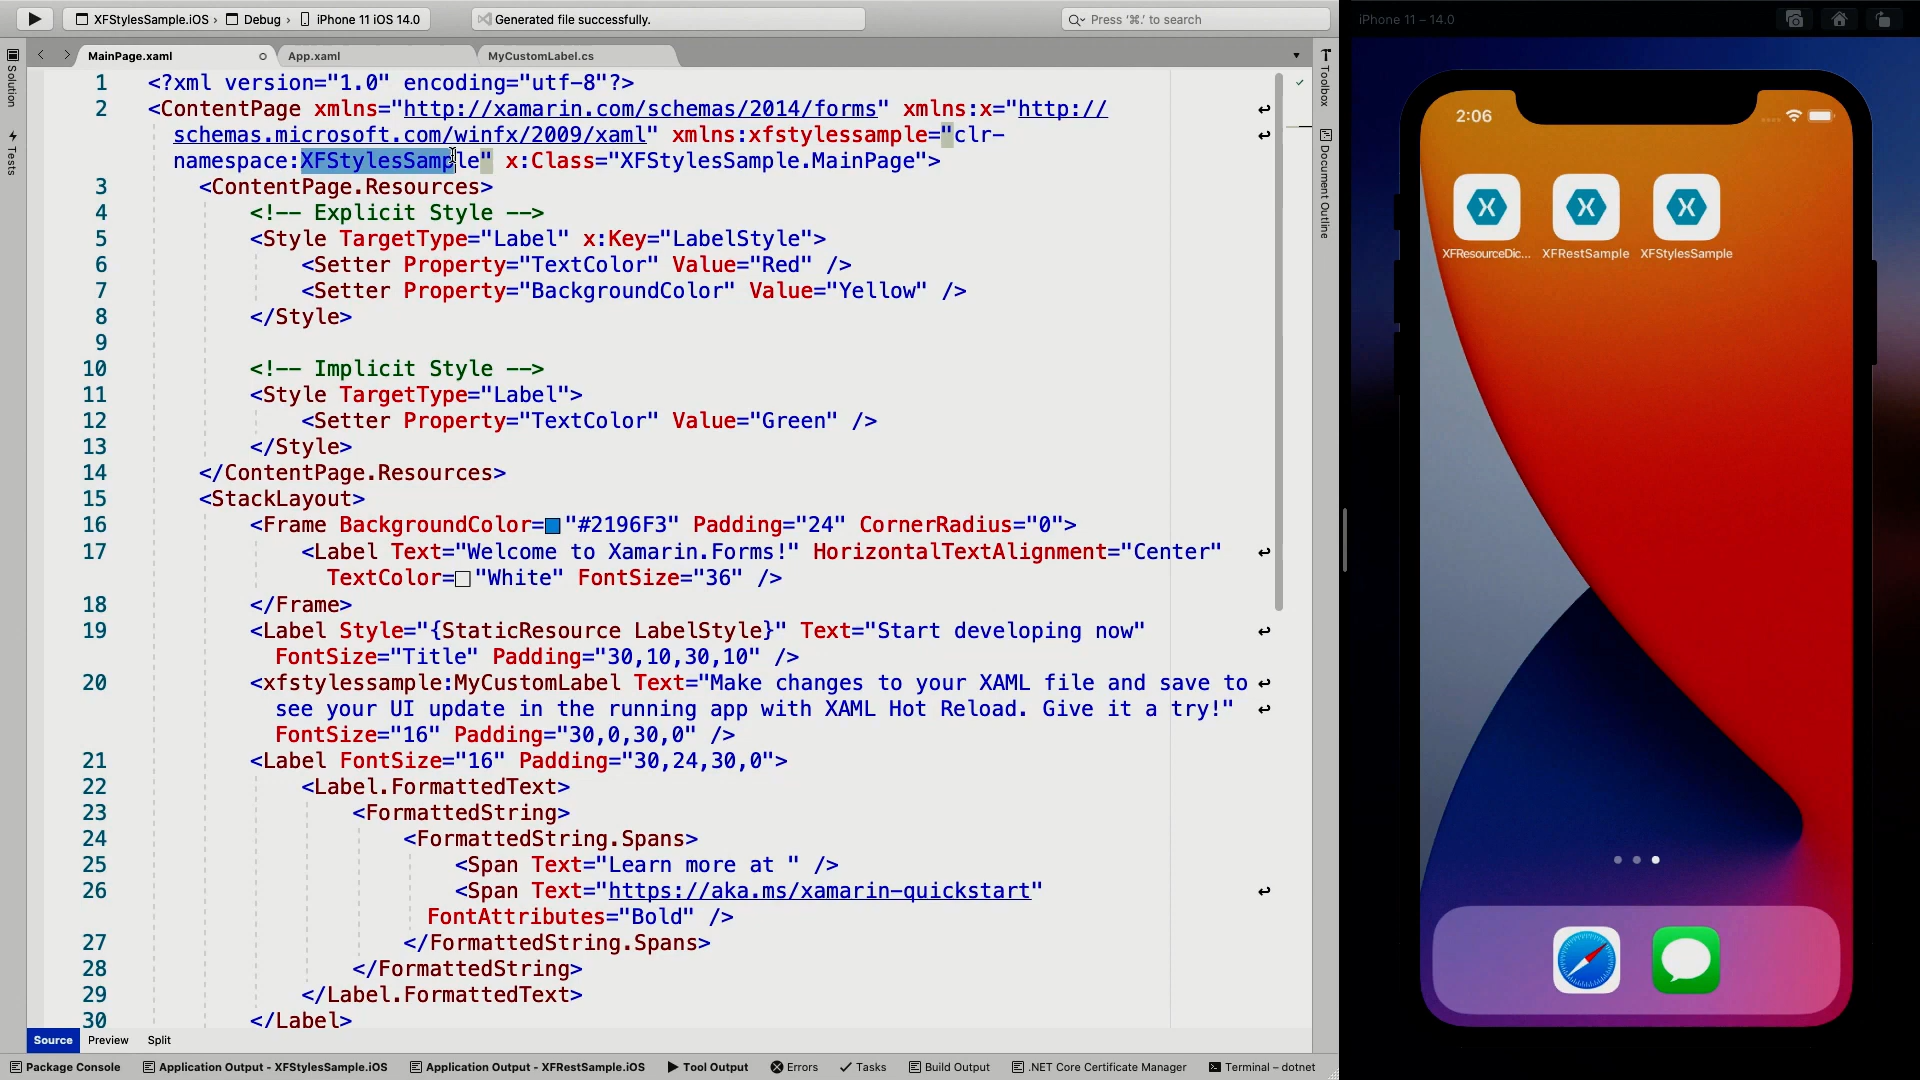 XFStylesSample.iOS › Debug › iPhone 11 iOS 14.0
Generated file successfully.
Press '⌘.' to search
MainPage.xaml
App.xaml
MyCustomLabel.cs
Solution
Tests
1 <?xml version="1.0" encoding="utf-8"?>
2 <ContentPage xmlns="http://xamarin.com/schemas/2014/forms" xmlns:x="http://
schemas.microsoft.com/winfx/2009/xaml" xmlns:xfstylessample="clr-
namespace:XFStylesSample" x:Class="XFStylesSample.MainPage">
3 <ContentPage.Resources>
4 <!-- Explicit Style -->
5 <Style TargetType="Label" x:Key="LabelStyle">
6 <Setter Property="TextColor" Value="Red" />
7 <Setter Property="BackgroundColor" Value="Yellow" />
8 </Style>
9
10 <!-- Implicit Style -->
11 <Style TargetType="Label">
12 <Setter Property="TextColor" Value="Green" />
13 </Style>
14 </ContentPage.Resources>
15 <StackLayout>
16 <Frame BackgroundColor="#2196F3" Padding="24" CornerRadius="0">
17 <Label Text="Welcome to Xamarin.Forms!" HorizontalTextAlignment="Center"
TextColor="White" FontSize="36" />
18 </Frame>
19 <Label Style="{StaticResource LabelStyle}" Text="Start developing now"
FontSize="Title" Padding="30,10,30,10" />
20 <xfstylessample:MyCustomLabel Text="Make changes to your XAML file and save to
see your UI update in the running app with XAML Hot Reload. Give it a try!"
FontSize="16" Padding="30,0,30,0" />
21 <Label FontSize="16" Padding="30,24,30,0">
22 <Label.FormattedText>
23 <FormattedString>
24 <FormattedString.Spans>
25 <Span Text="Learn more at " />
26 <Span Text="https://aka.ms/xamarin-quickstart"
FontAttributes="Bold" />
27 </FormattedString.Spans>
28 </FormattedString>
29 </Label.FormattedText>
30 </Label>
Toolbox
Document Outline
Source Preview Split
Package Console
Application Output - XFStylesSample.iOS
Application Output - XFRestSample.iOS
Tool Output
Errors
Tasks
Build Output
.NET Core Certificate Manager
Terminal – dotnet
iPhone 11 – 14.0
2:06
XFResourceDic...
XFRestSample
XFStylesSample